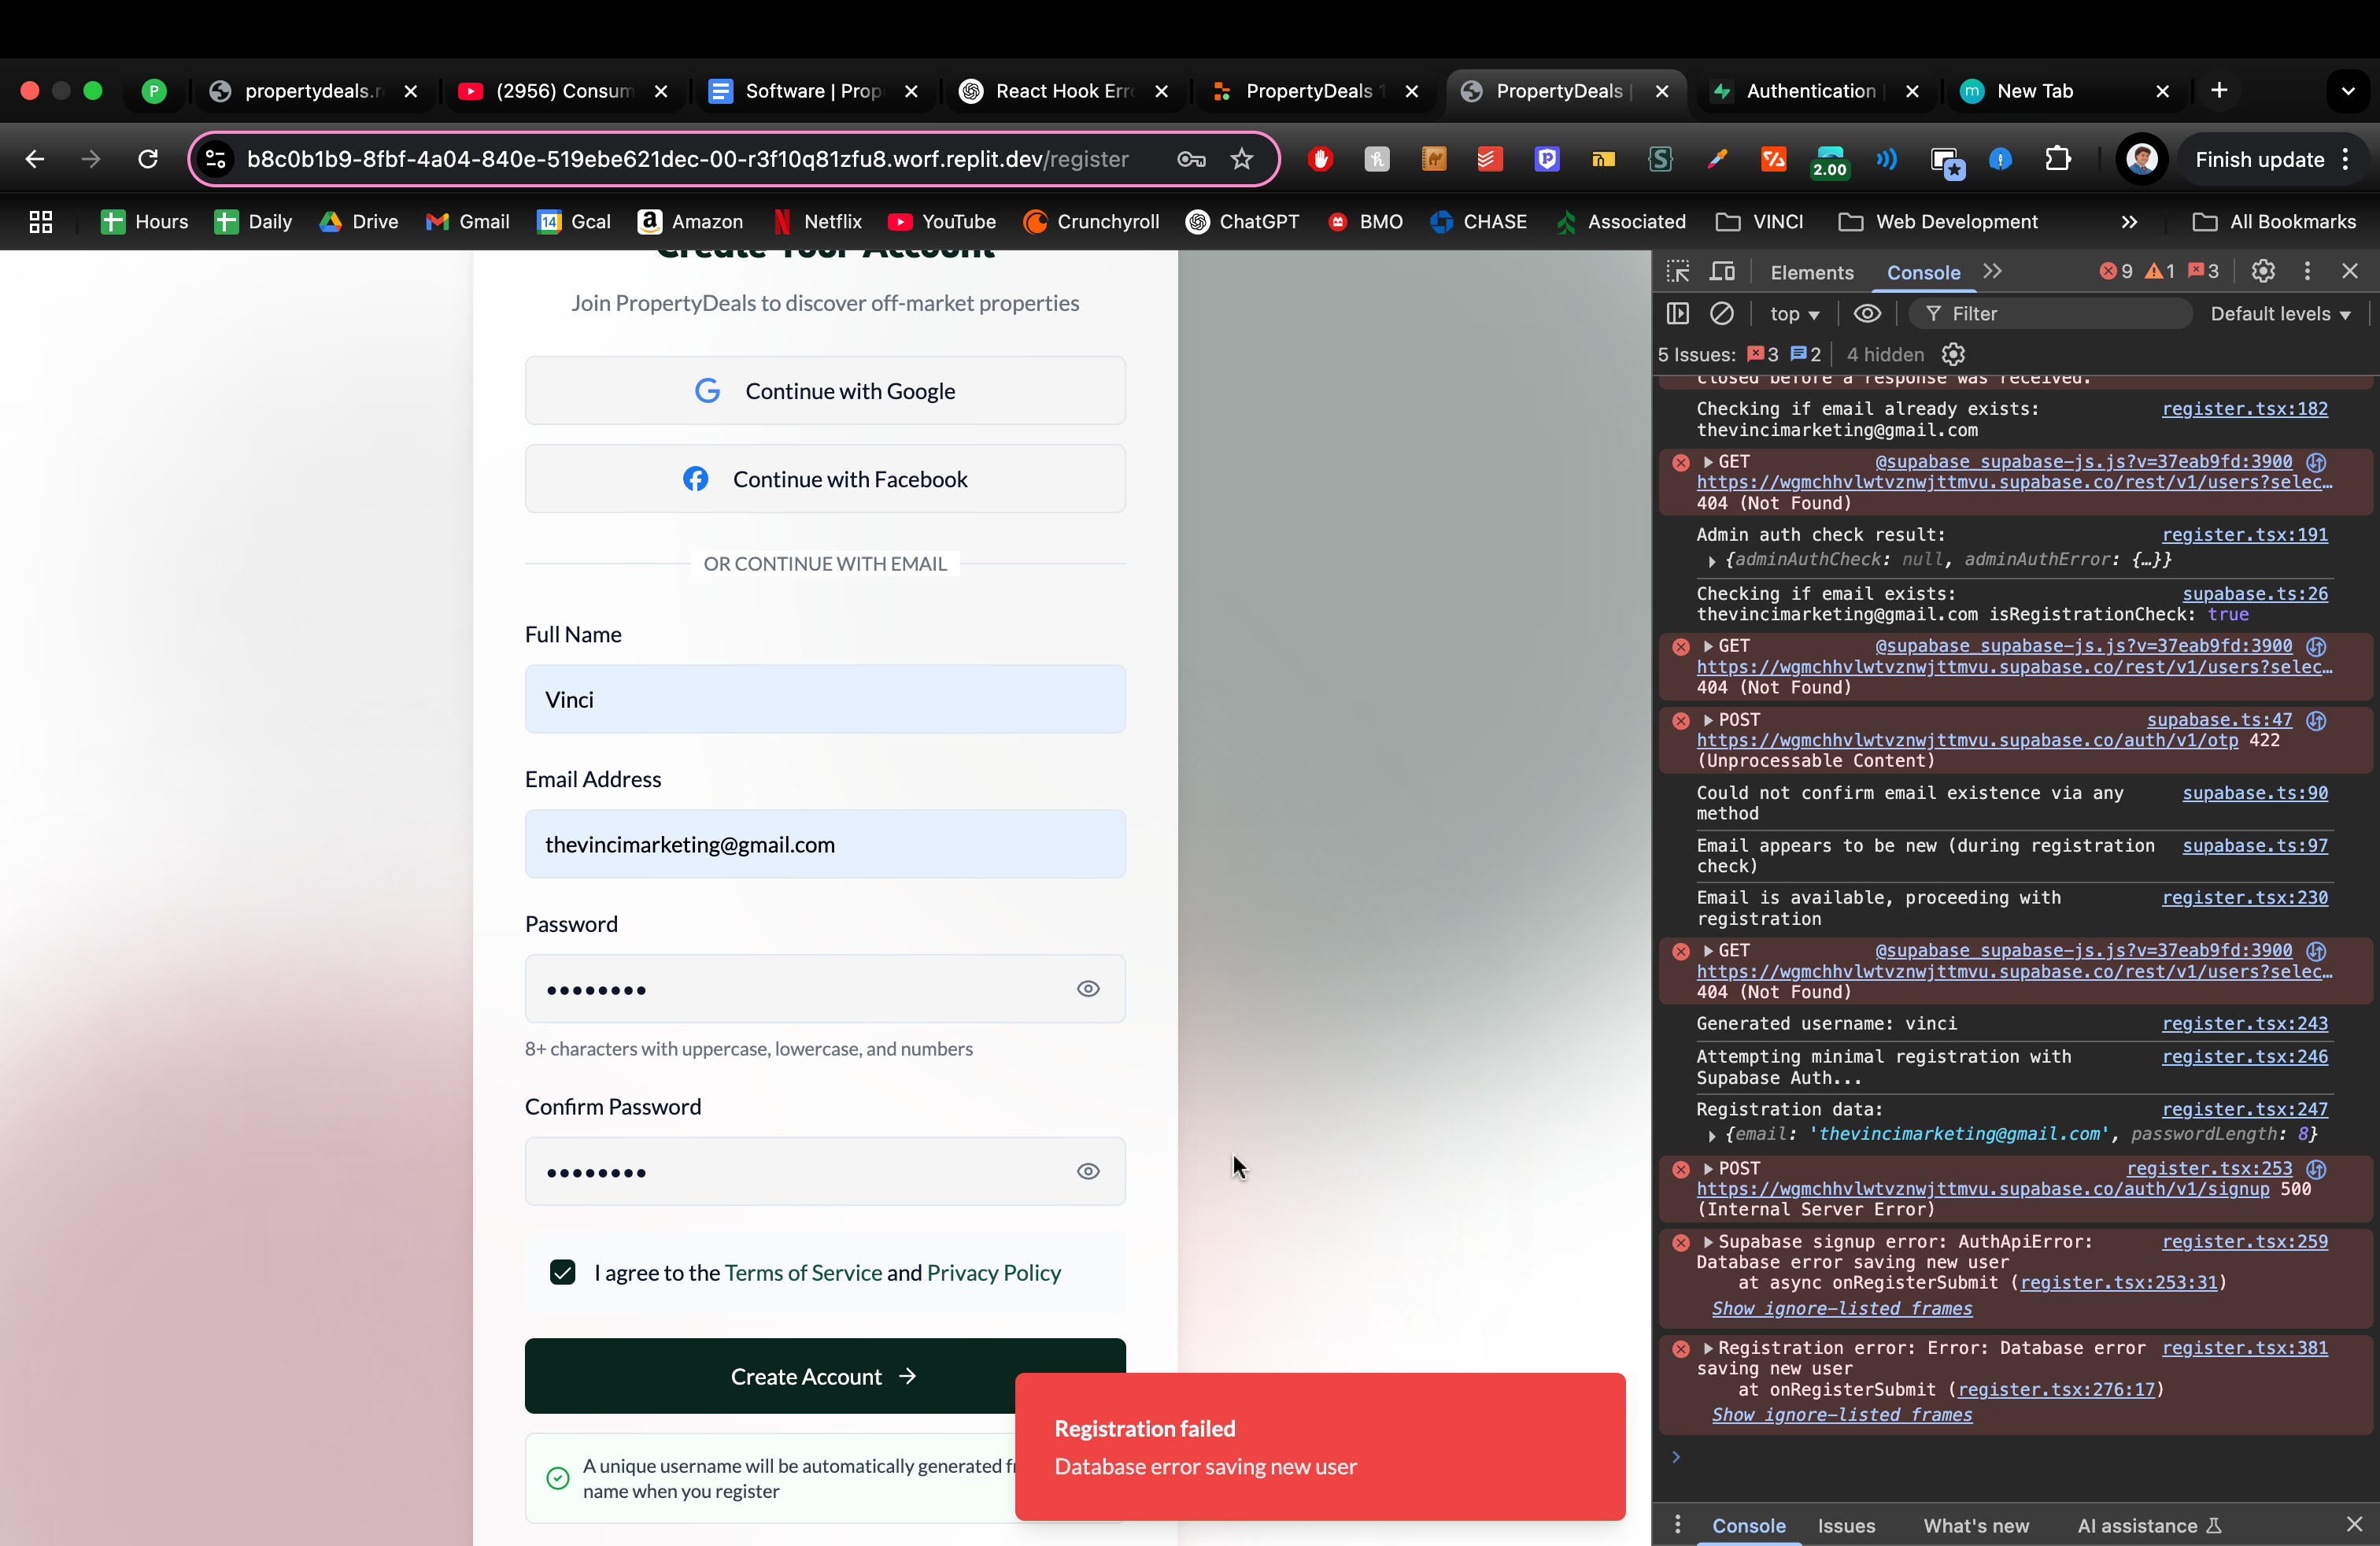 P
propertydeals.r
(2956) Consum
Software | Prop
React Hook Erro
PropertyDeals 1
PropertyDeals |
Authentication |
m
New Tab
b8c0b1b9-8fbf-4a04-840e-519ebe621dec-00-r3f10q81zfu8.worf.replit.dev/register
2.00
Finish update
Hours
Daily
Drive
Gmail
14
Gcal
Amazon
Netflix
YouTube
Crunchyroll
ChatGPT
BMO
CHASE
Associated
VINCI
Web Development
All Bookmarks
Create Your Account
Join PropertyDeals to discover off-market properties
Continue with Google
Continue with Facebook
OR CONTINUE WITH EMAIL
Full Name
Vinci
Email Address
thevincimarketing@gmail.com
Password
••••••••
8+ characters with uppercase, lowercase, and numbers
Confirm Password
••••••••
I agree to the Terms of Service and Privacy Policy
Create Account →
A unique username will be automatically generated
name when you register
Registration failed
Database error saving new user
Elements
Console
9
1
3
top
Filter
Default levels
5 Issues: 3 2
4 hidden
closed before a response was received.
Checking if email already exists: register.tsx:182
thevincimarketing@gmail.com
GET @supabase_supabase-js.js?v=37eab9fd:3900
https://wgmchhvlwtvznwjttmvu.supabase.co/rest/v1/users?selec…
404 (Not Found)
Admin auth check result: register.tsx:191
{adminAuthCheck: null, adminAuthError: {…}}
Checking if email exists: supabase.ts:26
thevincimarketing@gmail.com isRegistrationCheck: true
GET @supabase_supabase-js.js?v=37eab9fd:3900
https://wgmchhvlwtvznwjttmvu.supabase.co/rest/v1/users?selec…
404 (Not Found)
POST supabase.ts:47
https://wgmchhvlwtvznwjttmvu.supabase.co/auth/v1/otp 422
(Unprocessable Content)
Could not confirm email existence via any supabase.ts:90
method
Email appears to be new (during registration supabase.ts:97
check)
Email is available, proceeding with register.tsx:230
registration
GET @supabase_supabase-js.js?v=37eab9fd:3900
https://wgmchhvlwtvznwjttmvu.supabase.co/rest/v1/users?selec…
404 (Not Found)
Generated username: vinci register.tsx:243
Attempting minimal registration with register.tsx:246
Supabase Auth...
Registration data: register.tsx:247
{email: 'thevincimarketing@gmail.com', passwordLength: 8}
POST register.tsx:253
https://wgmchhvlwtvznwjttmvu.supabase.co/auth/v1/signup 500
(Internal Server Error)
Supabase signup error: AuthApiError: register.tsx:259
Database error saving new user
at async onRegisterSubmit (register.tsx:253:31)
Show ignore-listed frames
Registration error: Error: Database error register.tsx:381
saving new user
at onRegisterSubmit (register.tsx:276:17)
Show ignore-listed frames
Console
Issues
What's new
AI assistance